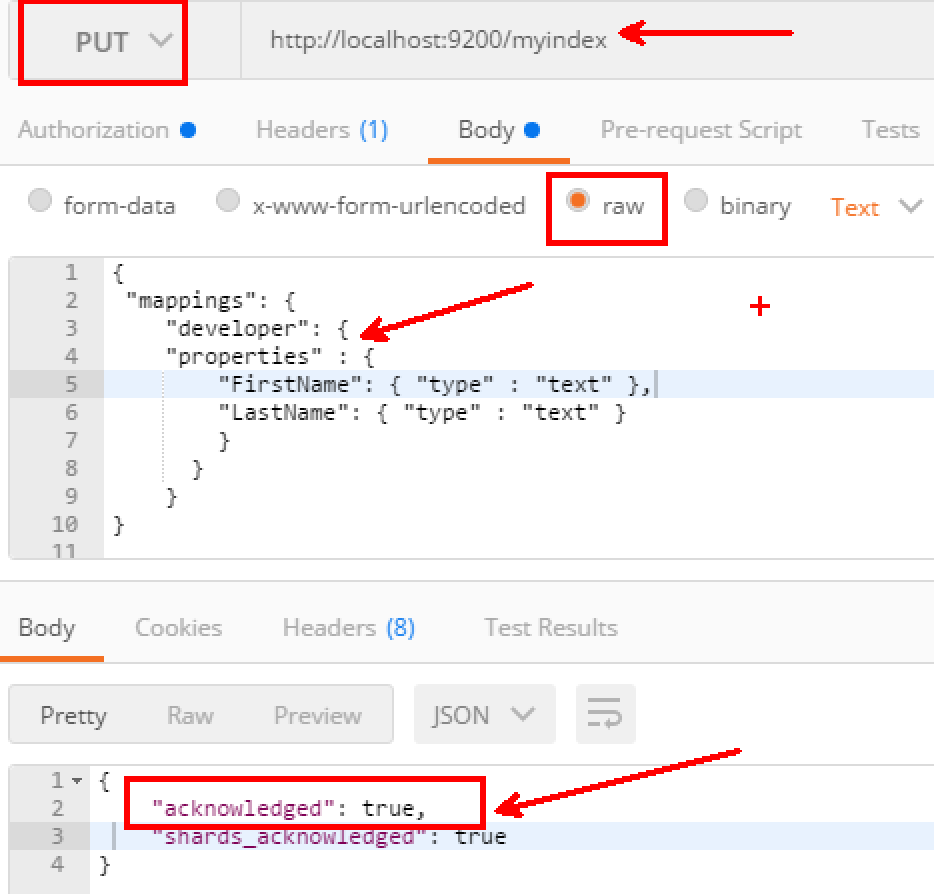 PUT http://localhost:9200/myindex
Authorization Headers (1) Body Pre-request Script Tests
form-data x-www-form-urlencoded raw binary Text
1 {
2 "mappings": {
3 "developer": {
4 "properties" : {
5 "FirstName": { "type" : "text" },
6 "LastName": { "type" : "text" }
7 }
8 }
9 }
10 }
11
Body Cookies Headers (8) Test Results
Pretty Raw Preview JSON
1 {
2 "acknowledged": true,
3 "shards_acknowledged": true
4 }